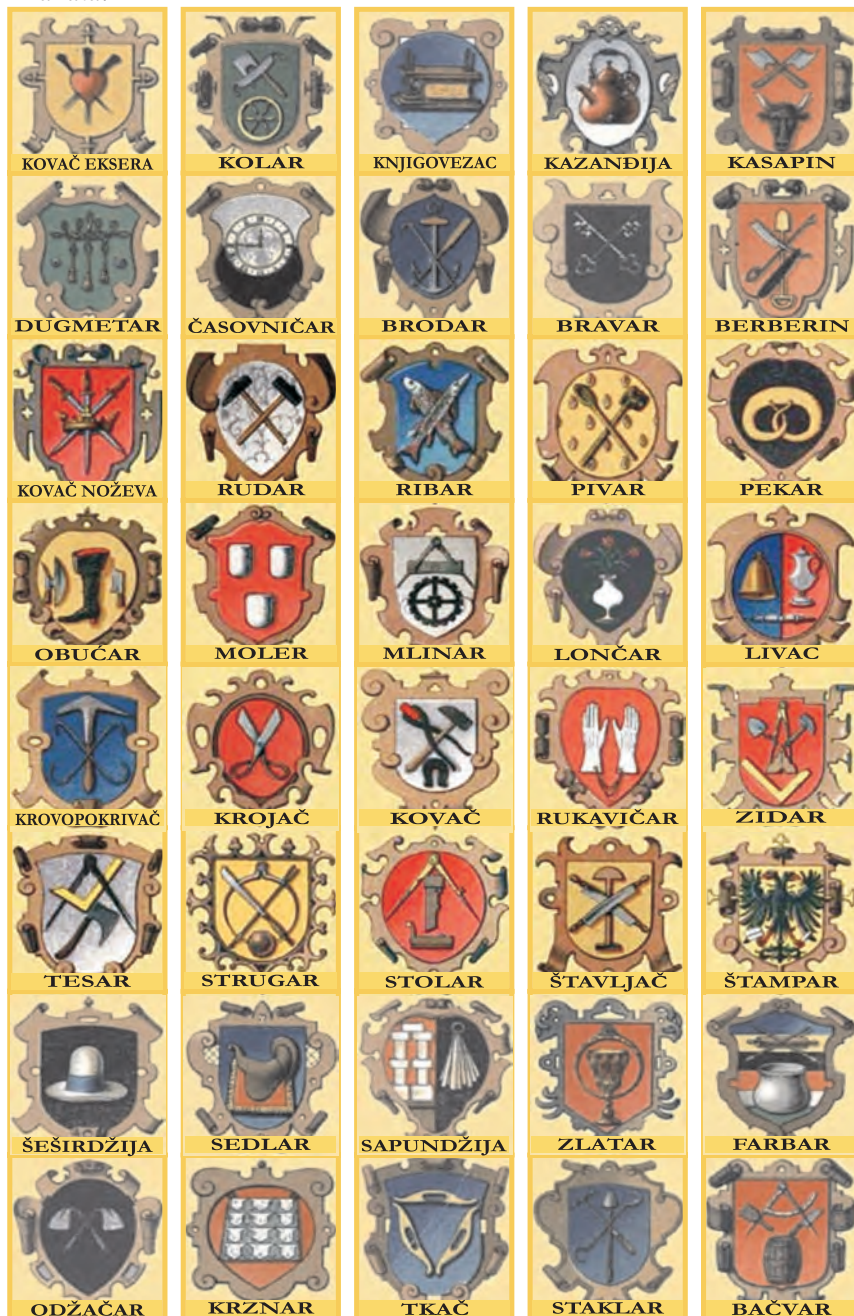 KOVAČ EKSERA
KOLAR
KNJIGOVEZAC
KAZANĐIJA
KASAPIN
DUGMETAR
ČASOVNIČAR
BRODAR
BRAVAR
BERBERIN
KOVAČ NOŽEVA
RUDAR
RIBAR
PIVAR
PEKAR
OBUĆAR
MOLER
MLINAR
LONČAR
LIVAC
KROVOPOKRIVAČ
KROJAČ
KOVAČ
RUKAVIČAR
ZIDAR
TESAR
STRUGAR
STOLAR
ŠTAVLJAČ
ŠTAMPAR
ŠEŠIRDŽIJA
SEDLAR
SAPUNDŽIJA
ZLATAR
FARBAR
ODŽAČAR
KRZNAR
TKAČ
STAKLAR
BAČVAR